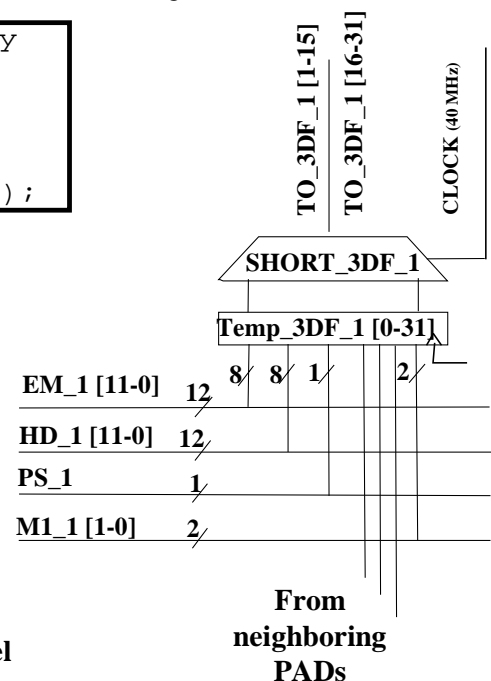 Y
);
TO_3DF_1 [1-15]
TO_3DF_1 [16-31]
CLOCK (40 MHz)
SHORT_3DF_1
Temp_3DF_1 [0-31]
8 8 1 2
EM_1 [11-0] 12
HD_1 [11-0] 12
PS_1 1
M1_1 [1-0] 2
From
neighboring
PADs
el